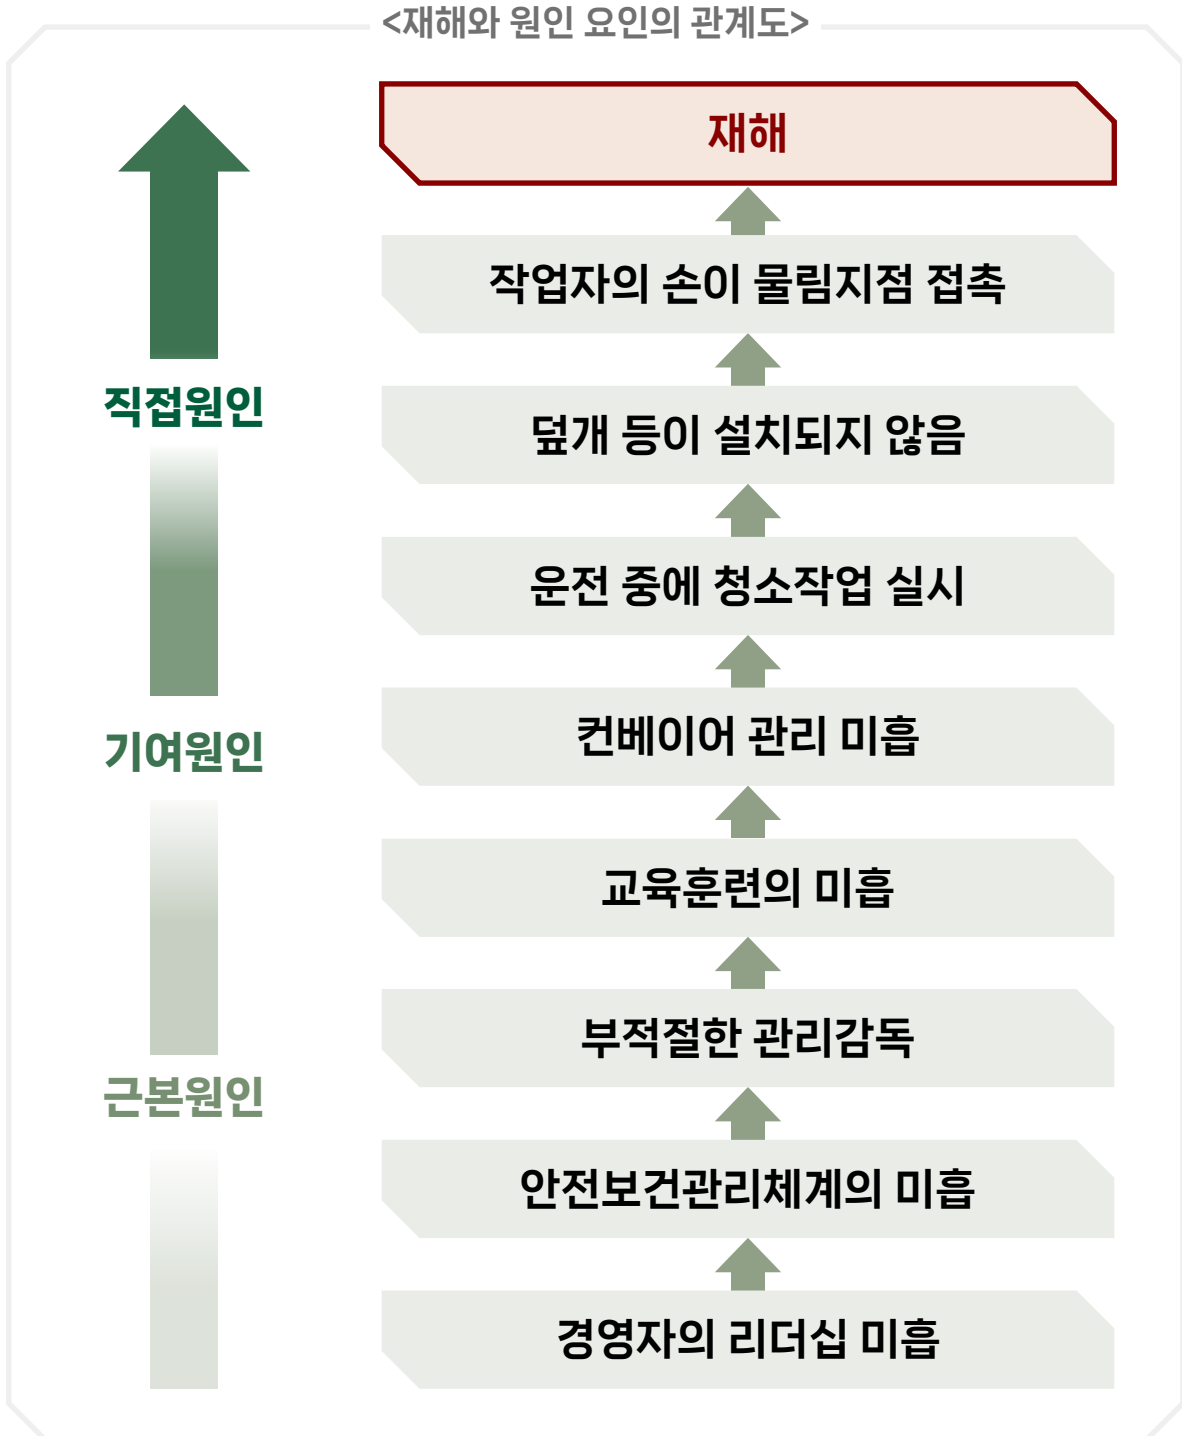 <재해와 원인 요인의 관계도>
재해
작업자의 손이 물림지점 접촉
덮개 등이 설치되지 않음
직접원인
운전 중에 청소작업 실시
컨베이어 관리 미흡
기여원인
교육훈련의 미흡
부적절한 관리감독
근본원인
안전보건관리체계의 미흡
경영자의 리더십 미흡